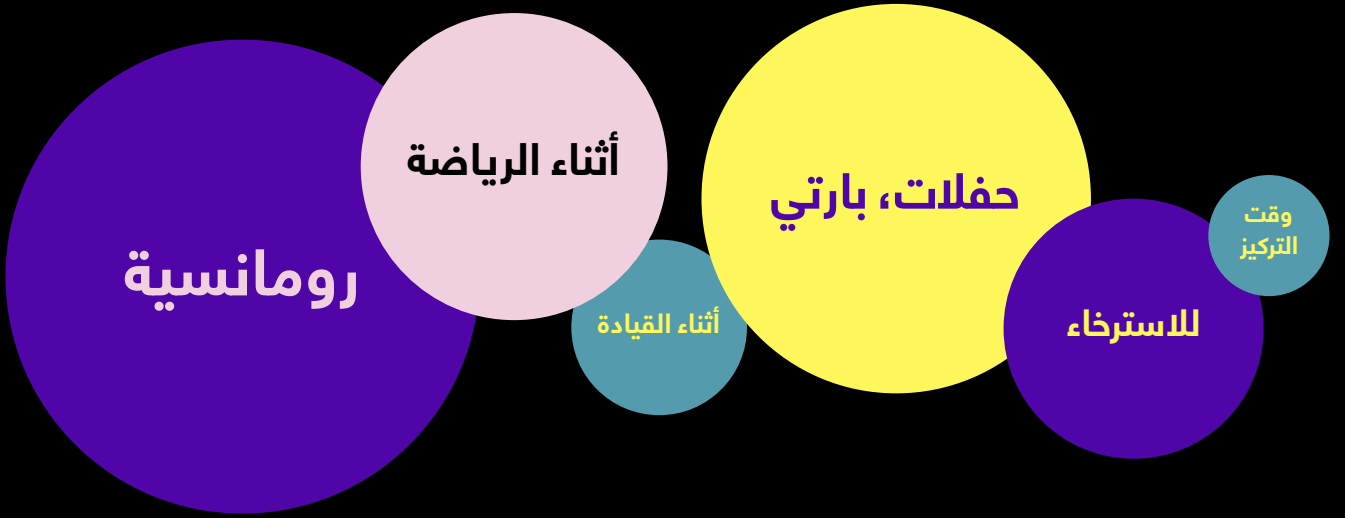 وقت
التركيز
للاسترخاء
حفلات، بارتي
أثناء القيادة
أثناء الرياضة
رومانسية